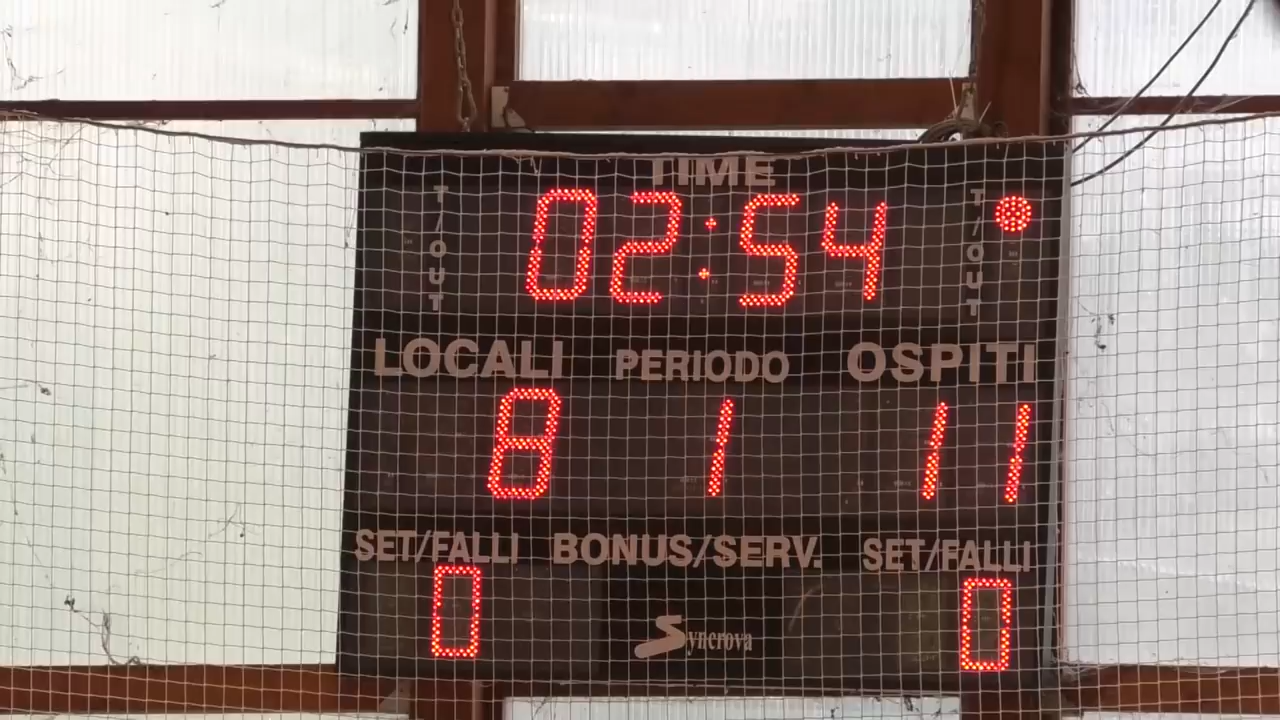 TIME
T/OUT 02:54 T/OUT
LOCALI PERIODO OSPITI
8 1 11
SET/FALLI BONUS/SERV. SET/FALLI
0 0
Syncrova